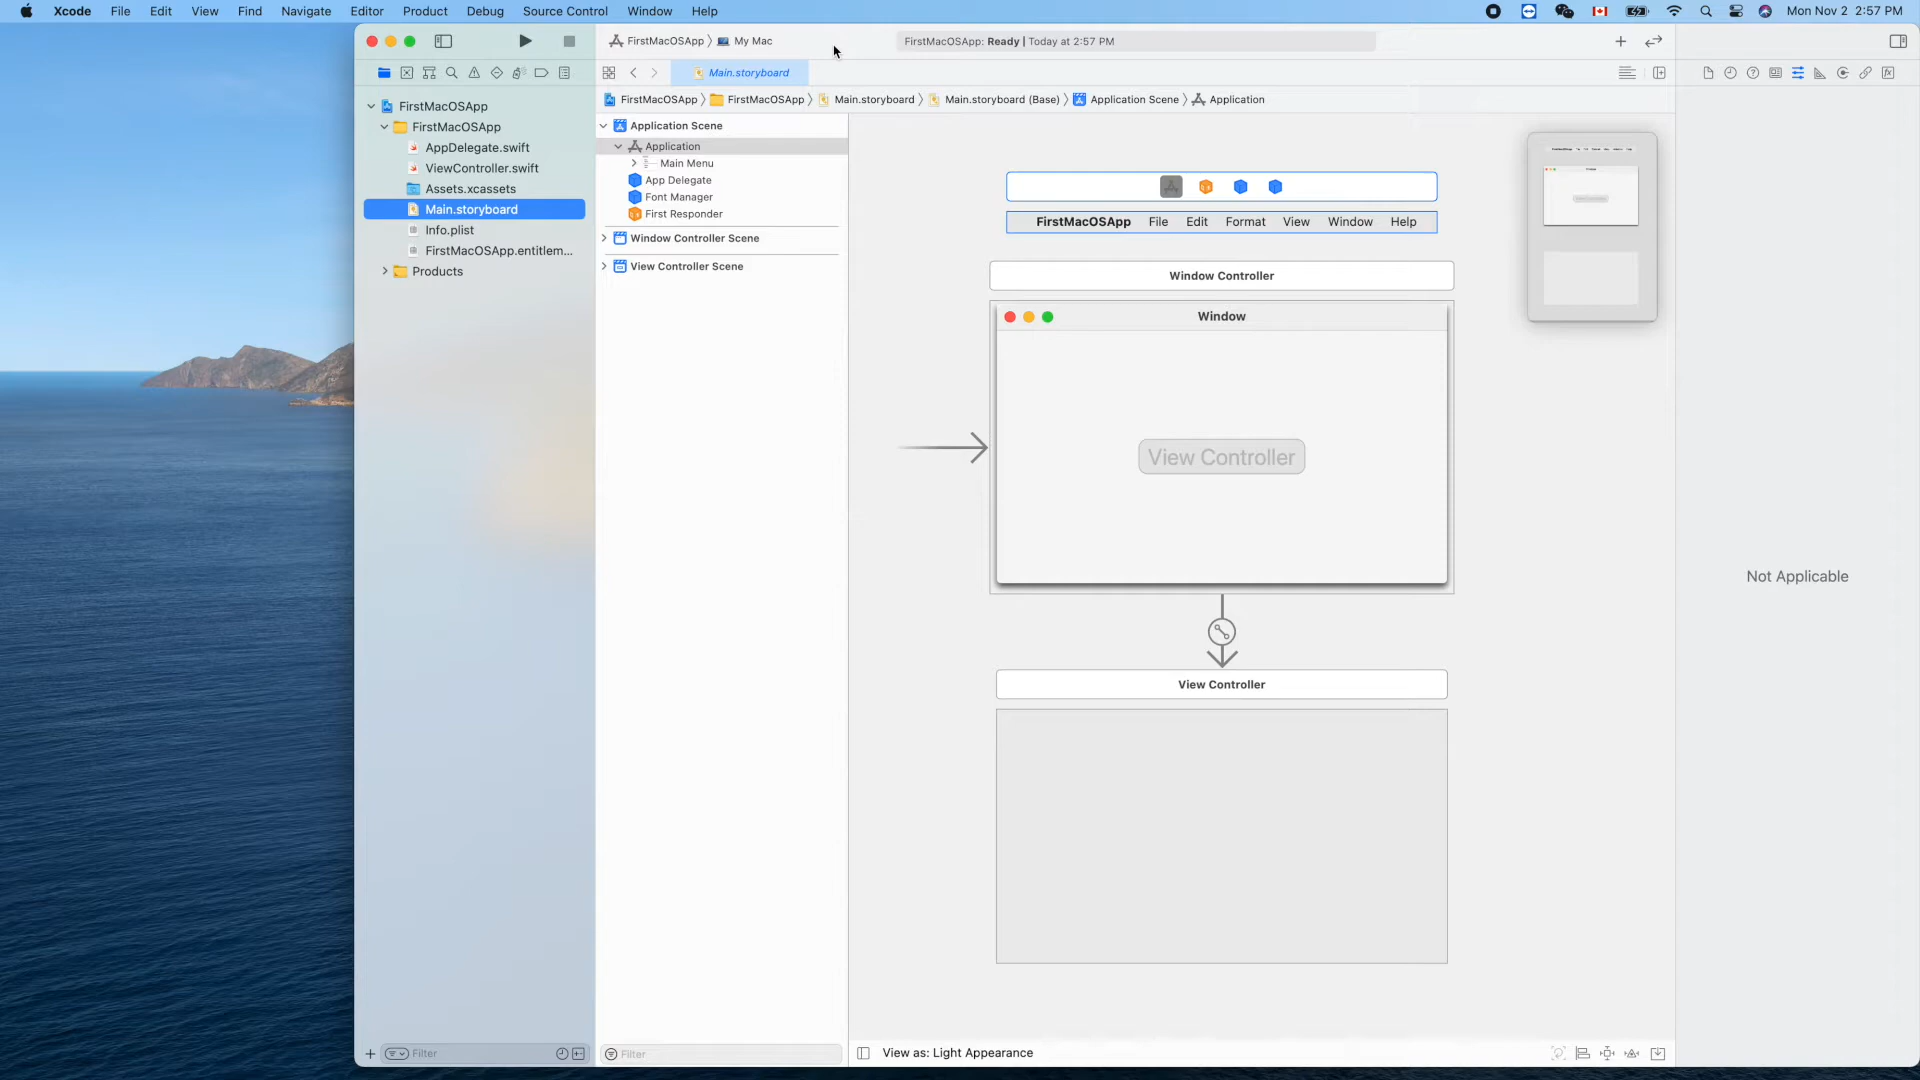 Xcode File Edit View Find Navigate Editor Product Debug Source Control Window Help Mon Nov 2 2:57 PM
FirstMacOSApp My Mac FirstMacOSApp: Ready | Today at 2:57 PM
Main.storyboard
FirstMacOSApp FirstMacOSApp Main.storyboard Main.storyboard (Base) Application Scene Application
FirstMacOSApp
FirstMacOSApp
AppDelegate.swift
ViewController.swift
Assets.xcassets
Main.storyboard
Info.plist
FirstMacOSApp.entitlem...
Products
Application Scene
Application
Main Menu
App Delegate
Font Manager
First Responder
Window Controller Scene
View Controller Scene
FirstMacOSApp File Edit Format View Window Help
Window Controller
Window
View Controller
View Controller
Not Applicable
Filter
Filter
View as: Light Appearance